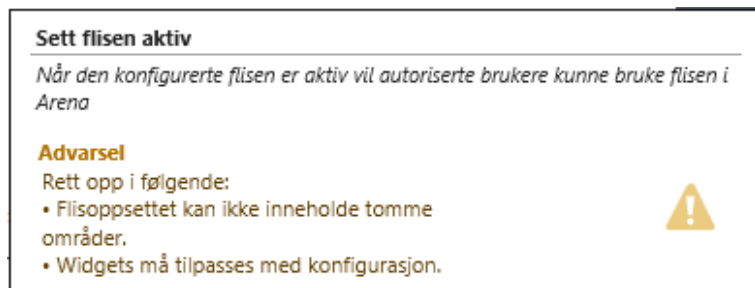 Sett flisen aktiv
Når den konfigurerte flisen er aktiv vil autoriserte brukere kunne bruke flisen i
Arena
Advarsel
Rett opp i følgende:
• Flisoppsettet kan ikke inneholde tomme
områder.
• Widgets må tilpasses med konfigurasjon.